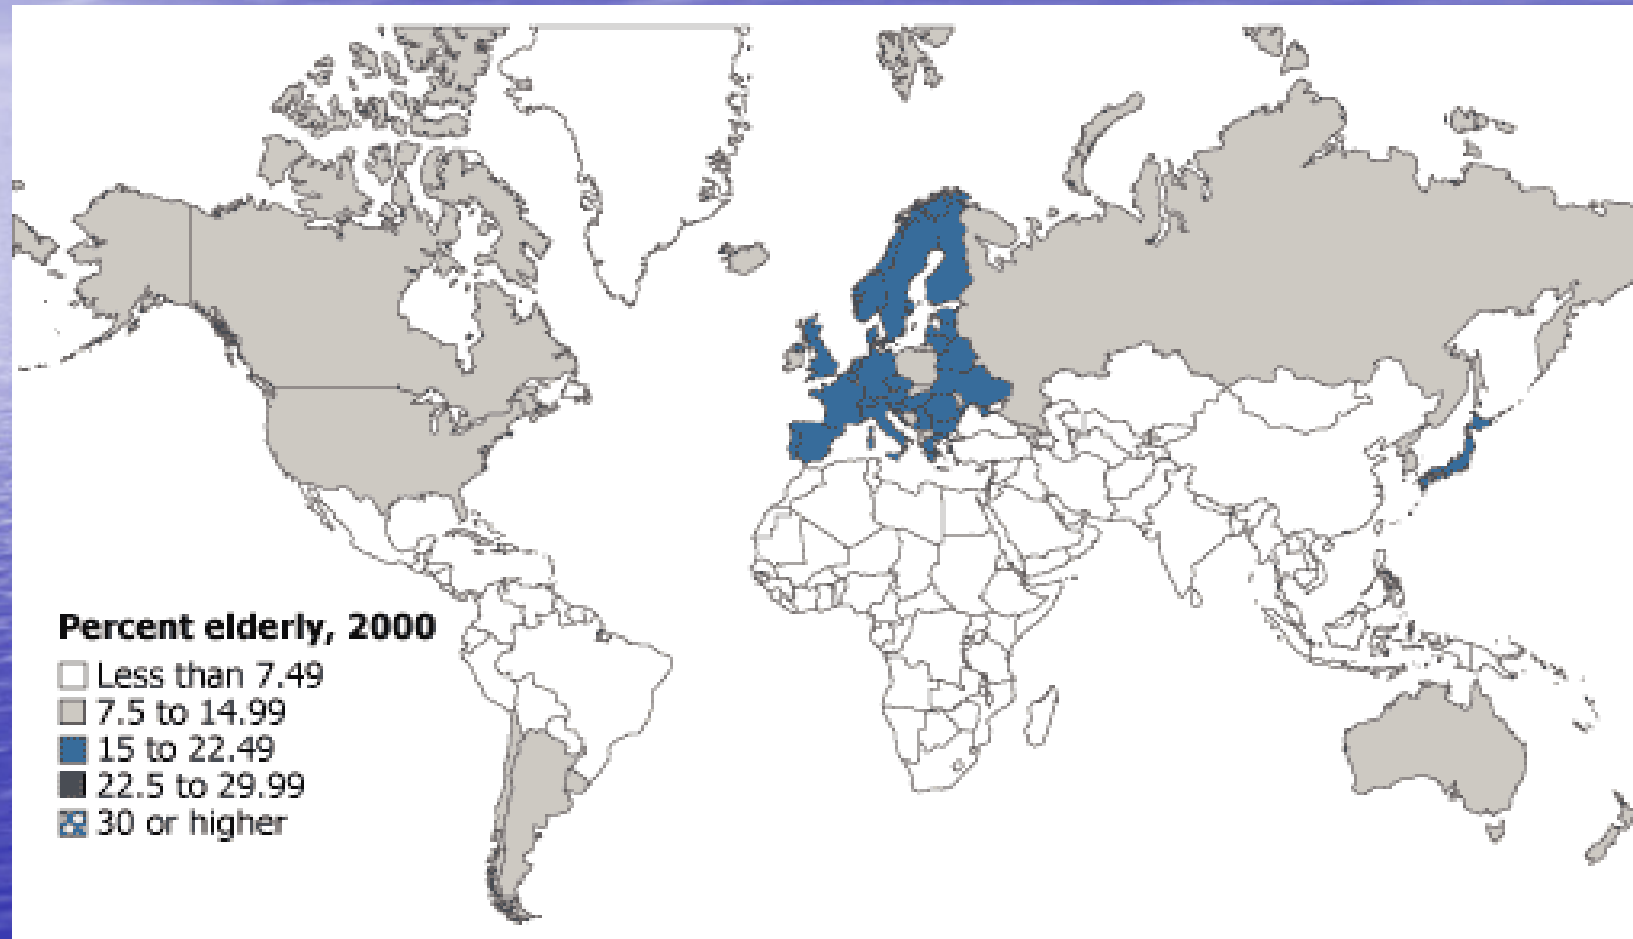 Percent elderly, 2000
Less than 7.49
7.5 to 14.99
15 to 22.49
22.5 to 29.99
30 or higher